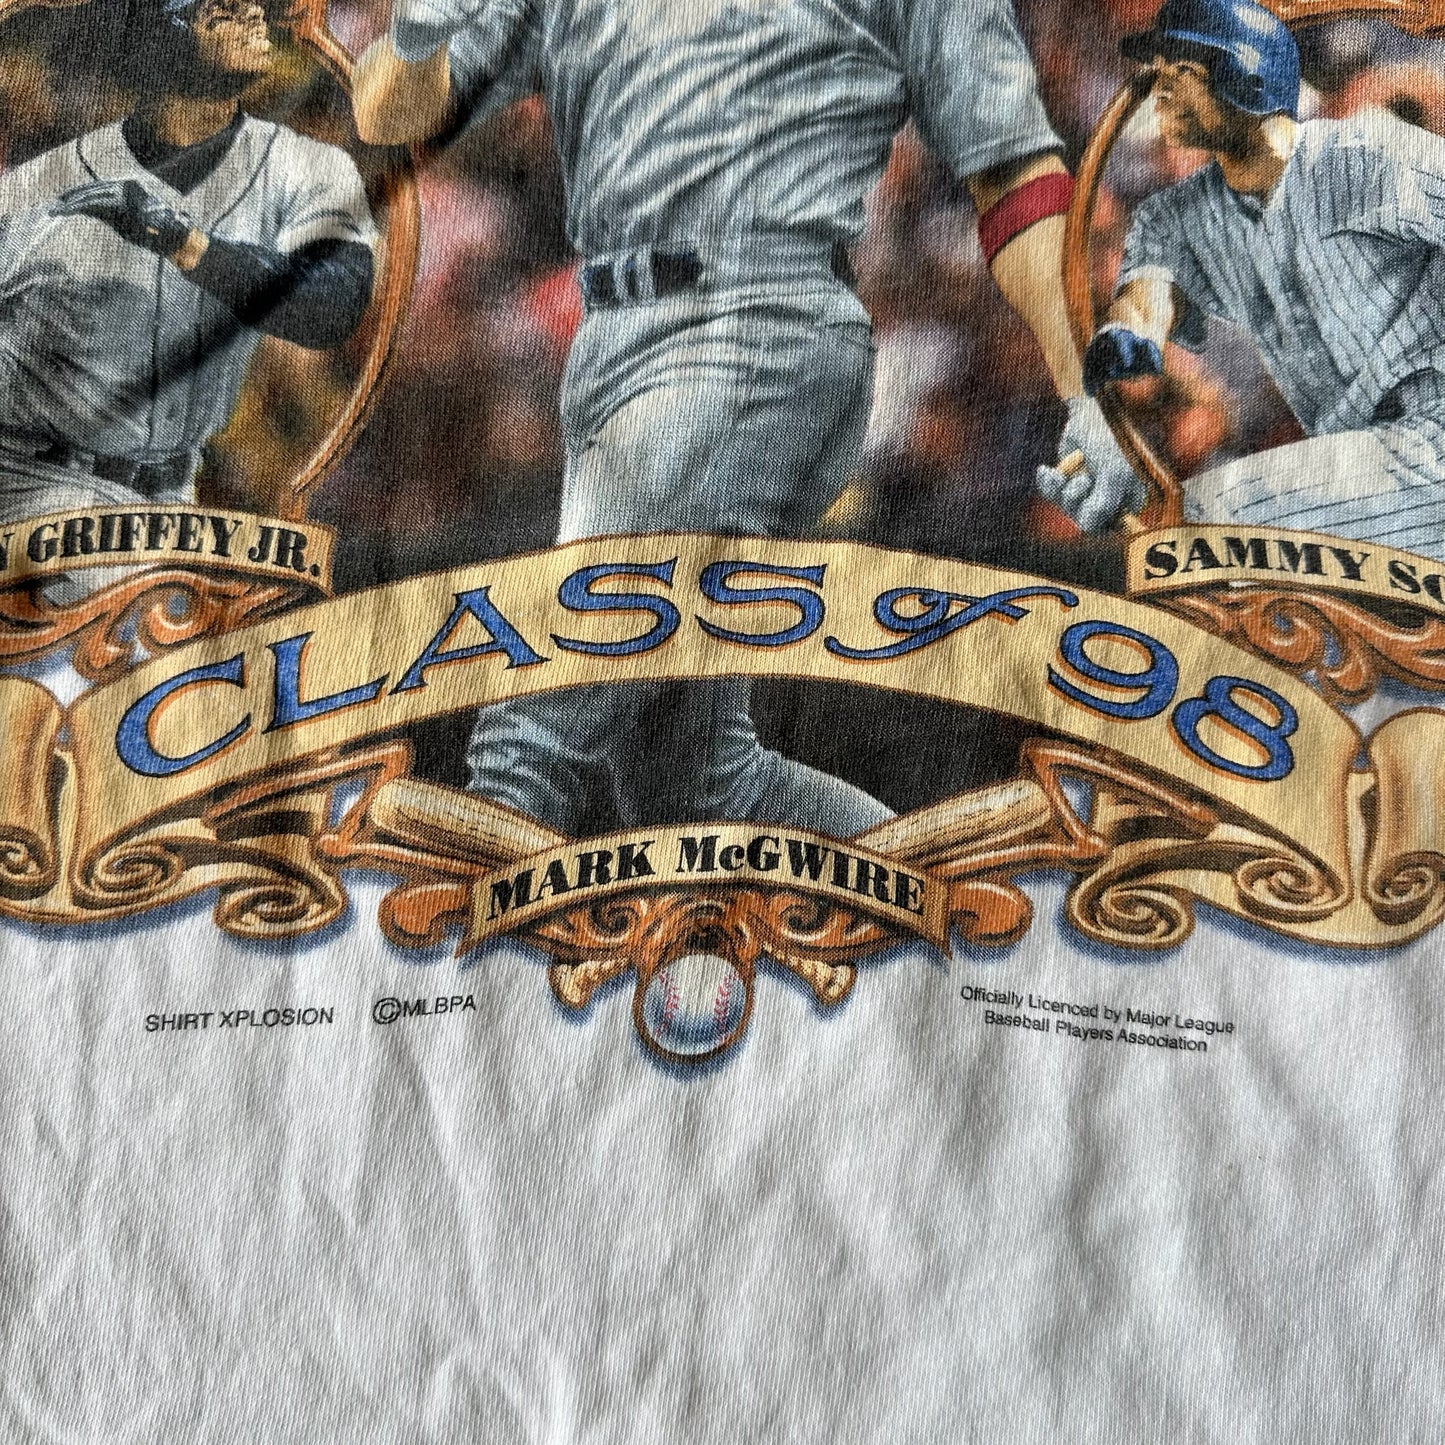 GRIFFEY JR.
SAMMY
CLASS of 98
MARK McGWIRE
SHIRT XPLOSION ©MLBPA
Officially Licenced by Major League
Baseball Players Association